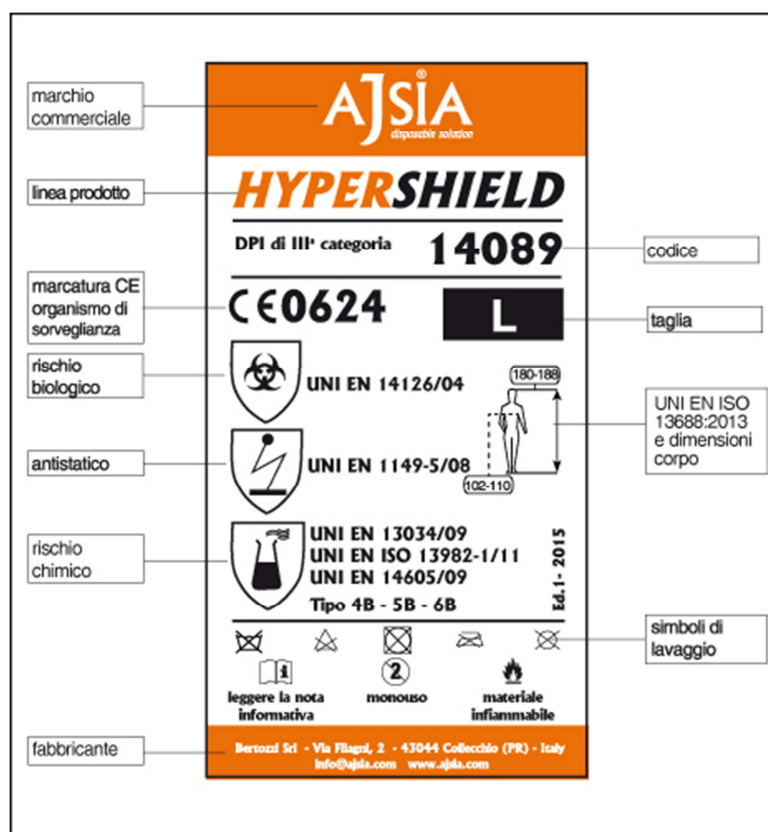 marchio
commerciale
AJSIA®
disposable solution
linea prodotto
HYPERSHIELD
DPI di IIIª categoria
14089
codice
marcatura CE
organismo di
sorveglianza
CE0624
L
taglia
rischio
biologico
UNI EN 14126/04
180-188
UNI EN ISO
13688:2013
e dimensioni
corpo
antistatico
UNI EN 1149-5/08
102-110
rischio
chimico
UNI EN 13034/09
UNI EN ISO 13982-1/11
UNI EN 14605/09
Tipo 4B - 5B - 6B
Ed.1- 2015
simboli di
lavaggio
i
2
leggere la nota
informativa
monouso
materiale
infiammabile
fabbricante
Bertozzi Srl - Via Filagni, 2 - 43044 Collecchio (PR) - Italy
info@ajsia.com www.ajsia.com